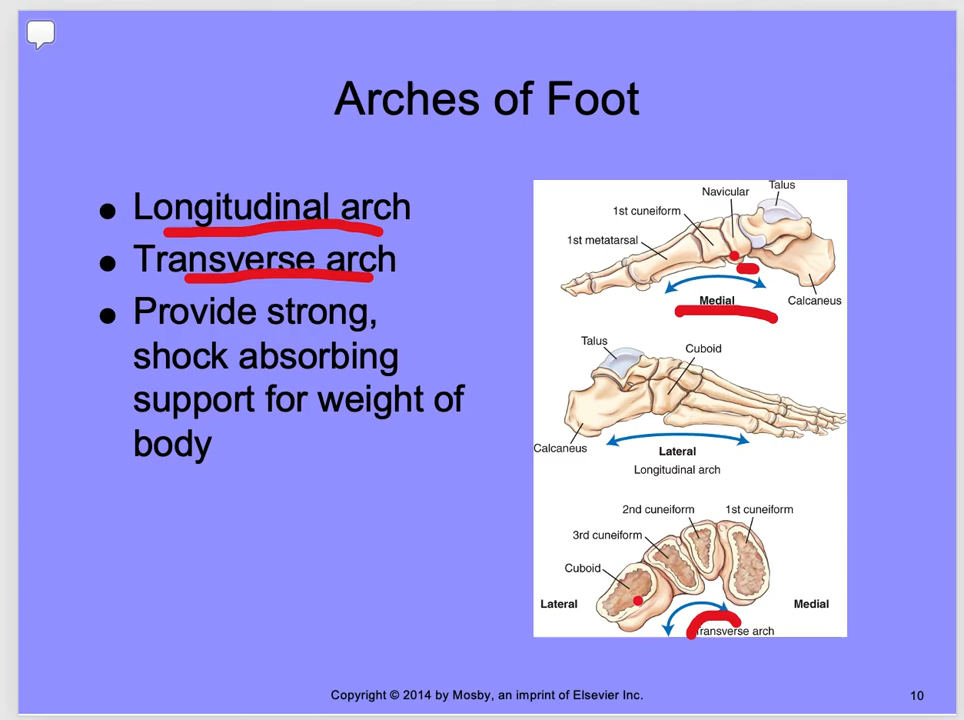 Arches of Foot
● Longitudinal arch
● Transverse arch
● Provide strong,
shock absorbing
support for weight of
body
Talus
Navicular
1st cuneiform
1st metatarsal
Medial
Calcaneus
Talus
Cuboid
Calcaneus
Lateral
Longitudinal arch
2nd cuneiform
1st cuneiform
3rd cuneiform
Cuboid
Lateral
Medial
Transverse arch
Copyright © 2014 by Mosby, an imprint of Elsevier Inc.
10